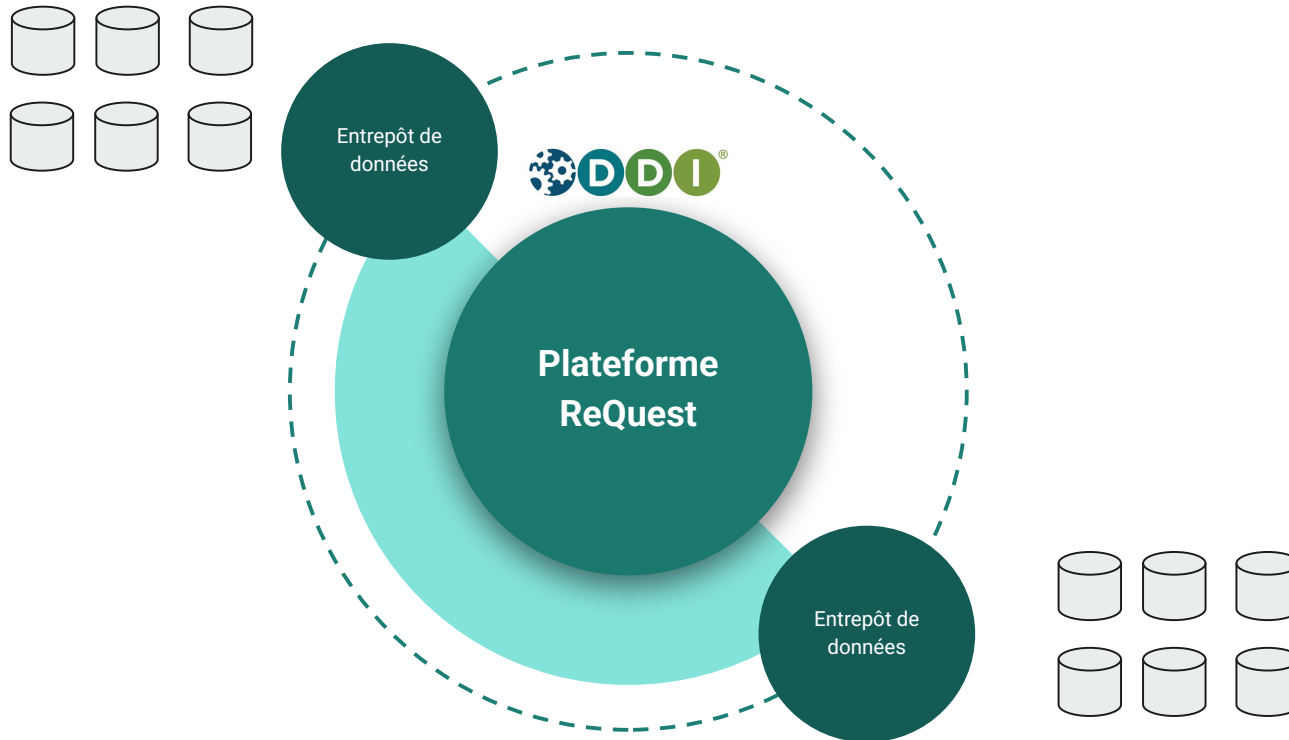 Entrepôt de
données
DDI®
Plateforme
ReQuest
Entrepôt de
données